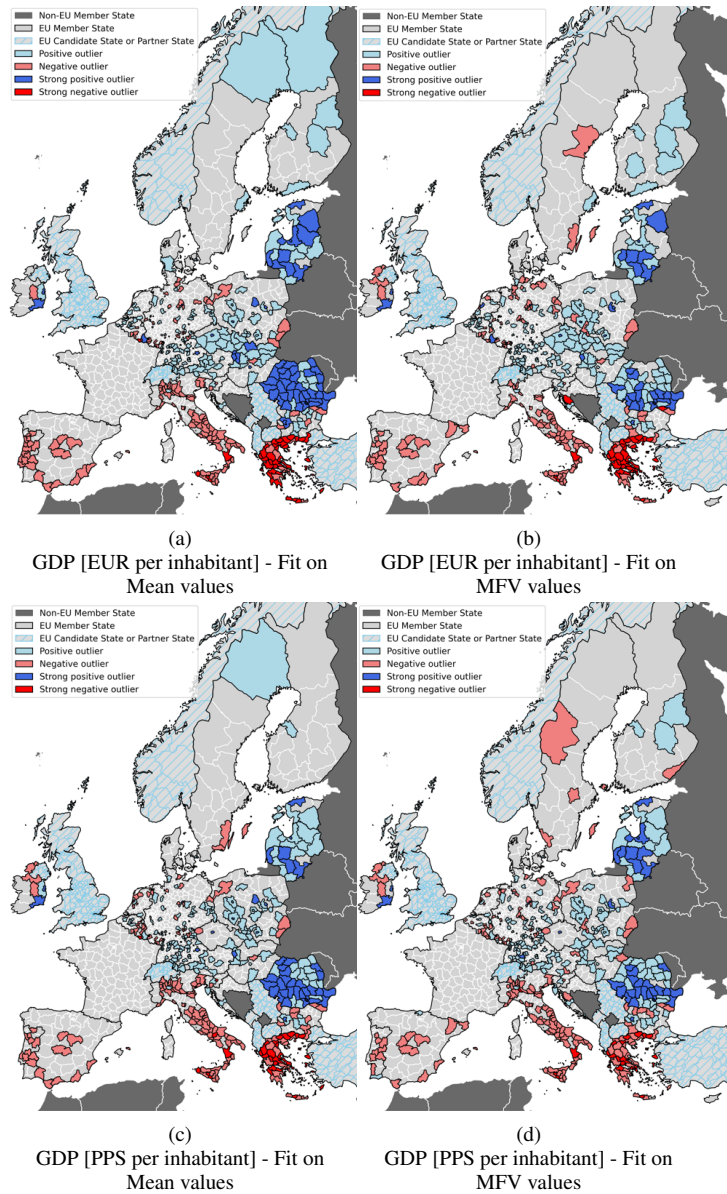 Non-EU Member State
EU Member State
EU Candidate State or Partner State
Positive outlier
Negative outlier
Strong positive outlier
Strong negative outlier
Non-EU Member State
EU Member State
EU Candidate State or Partner State
Positive outlier
Negative outlier
Strong positive outlier
Strong negative outlier
(a)
GDP [EUR per inhabitant] - Fit on
Mean values
(b)
GDP [EUR per inhabitant] - Fit on
MFV values
Non-EU Member State
EU Member State
EU Candidate State or Partner State
Positive outlier
Negative outlier
Strong positive outlier
Strong negative outlier
Non-EU Member State
EU Member State
EU Candidate State or Partner State
Positive outlier
Negative outlier
Strong positive outlier
Strong negative outlier
(c)
GDP [PPS per inhabitant] - Fit on
Mean values
(d)
GDP [PPS per inhabitant] - Fit on
MFV values